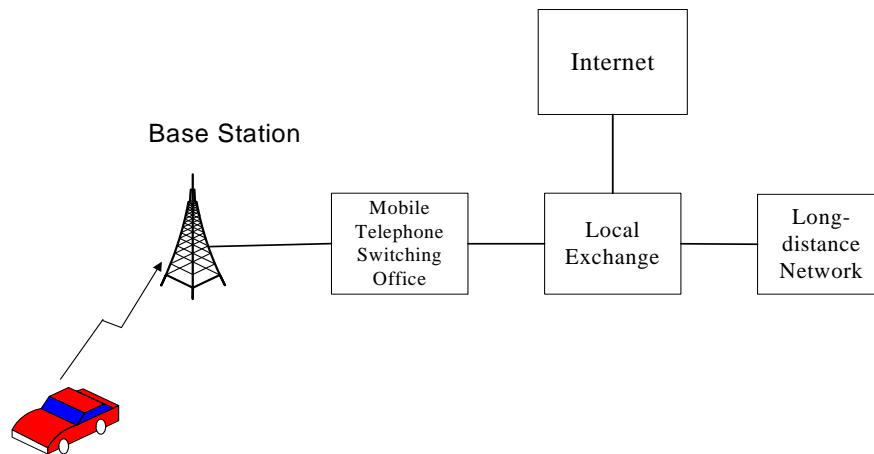 Internet
Base Station
Mobile
Telephone
Switching
Office
Local
Exchange
Long-
distance
Network